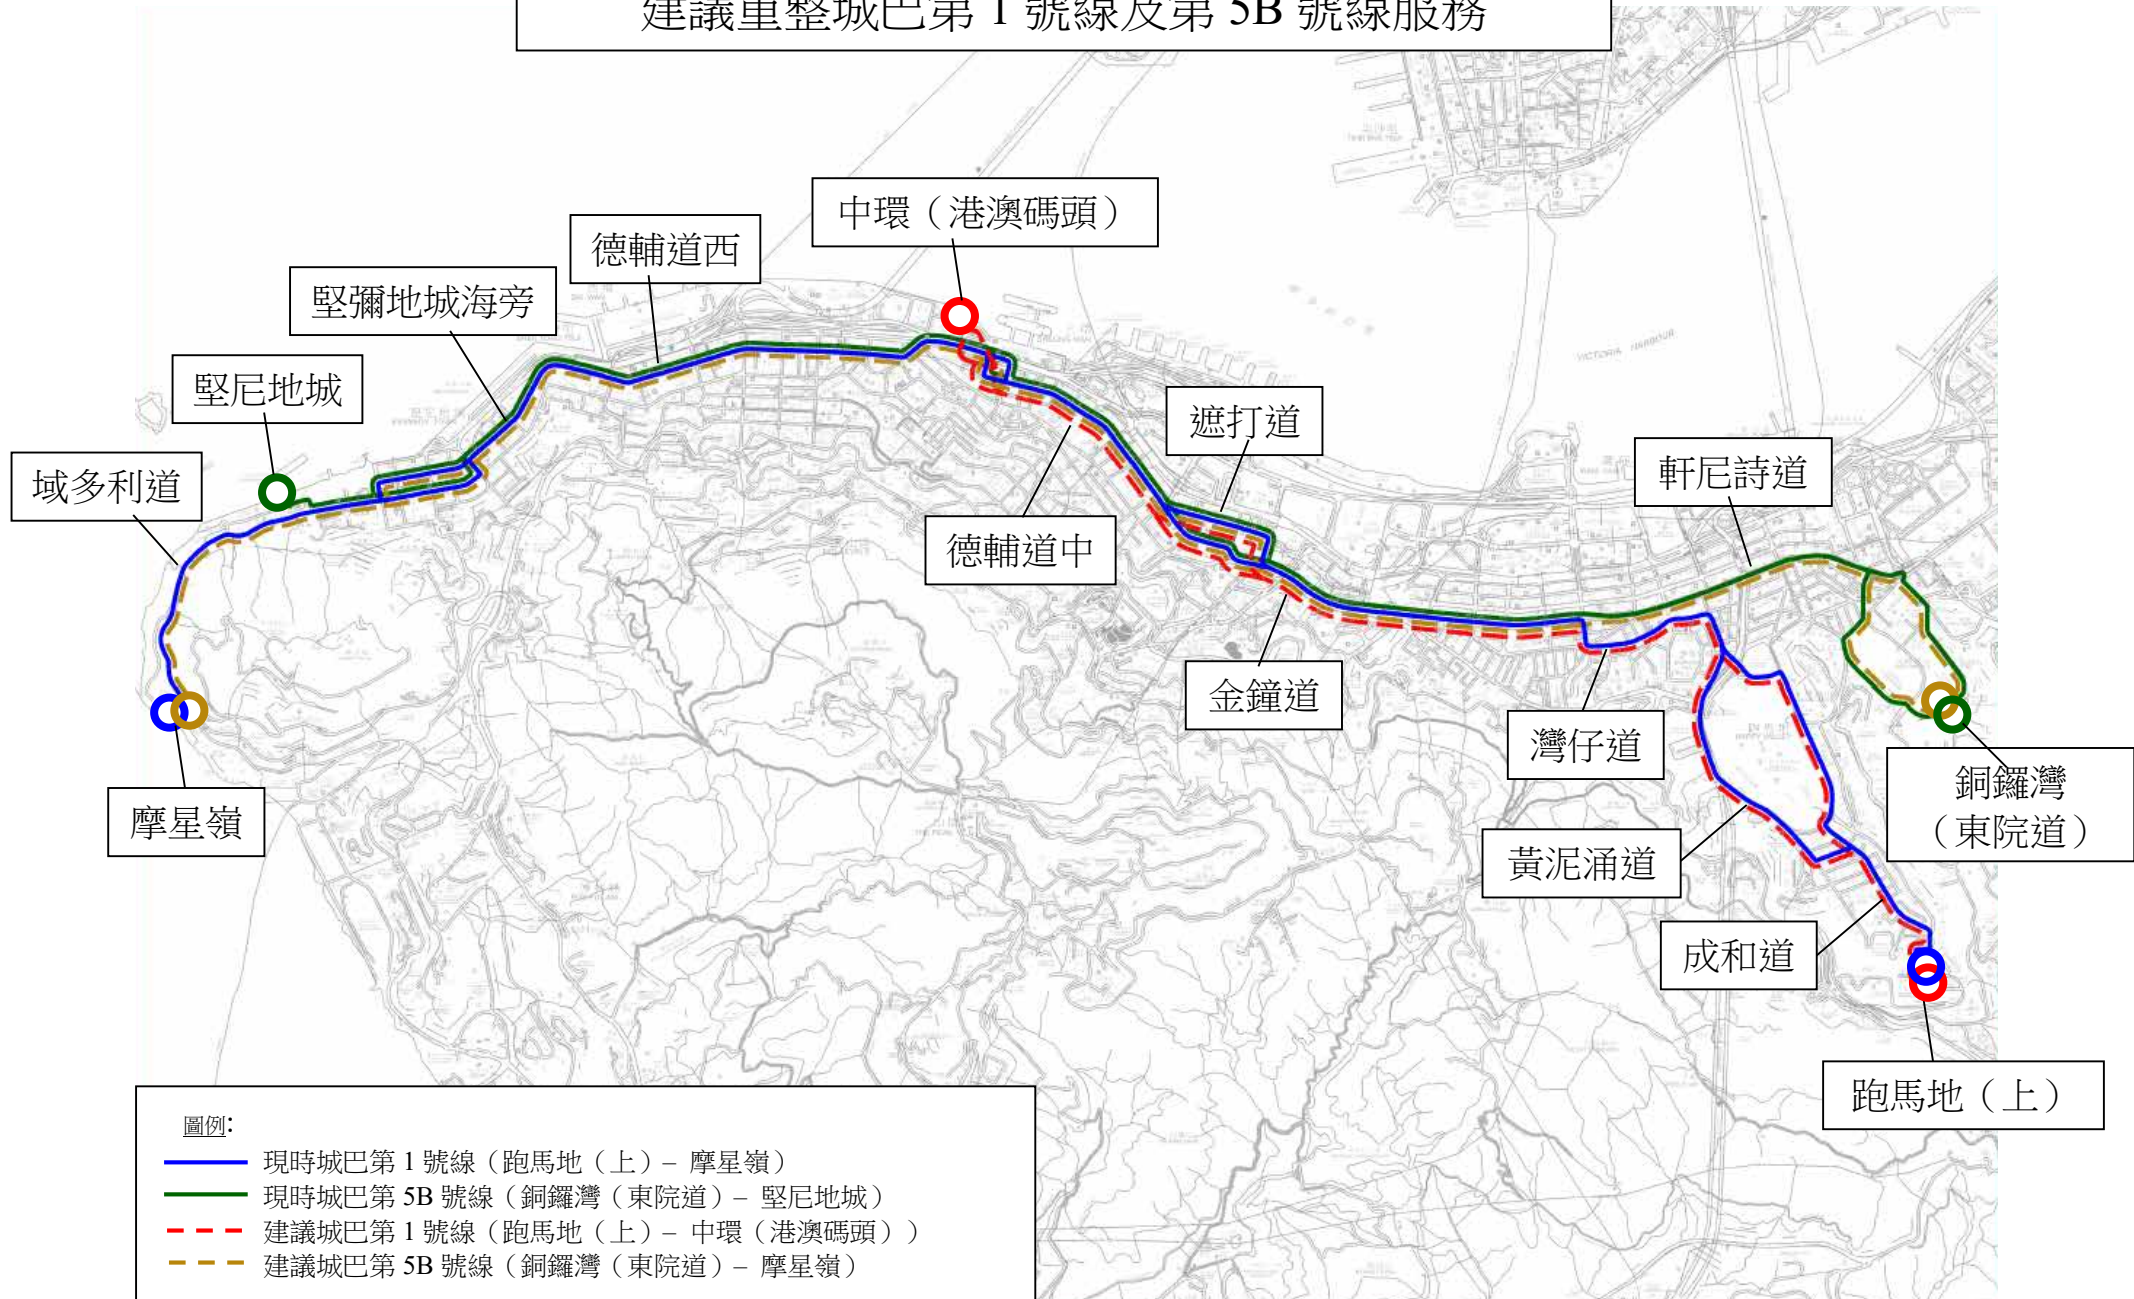 建議重整城巴第 1 號線及第 5B 號線服務
中環（港澳碼頭）
德輔道西
堅彌地城海旁
堅尼地城
域多利道
遮打道
軒尼詩道
德輔道中
金鐘道
灣仔道
銅鑼灣
（東院道）
摩星嶺
黃泥涌道
成和道
跑馬地（上）
VICTORIA HARBOUR
圖例:
現時城巴第 1 號線（跑馬地（上）– 摩星嶺）
現時城巴第 5B 號線（銅鑼灣（東院道）– 堅尼地城）
建議城巴第 1 號線（跑馬地（上）– 中環（港澳碼頭））
建議城巴第 5B 號線（銅鑼灣（東院道）– 摩星嶺）